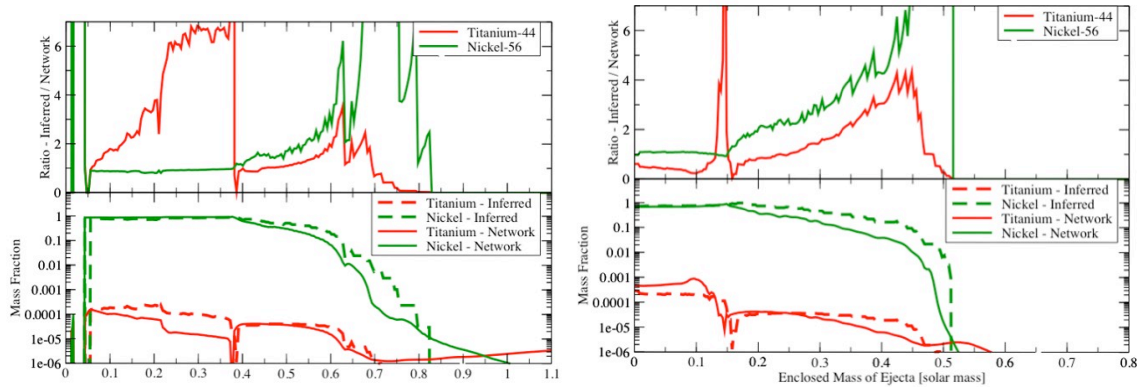 Ratio - Inferred / Network
6
4
2
0
Titanium-44
Nickel-56
Mass Fraction
1
0.1
0.01
0.001
0.0001
1e-05
1e-06
Titanium - Inferred
Nickel - Inferred
Titanium - Network
Nickel - Network
0 0.1 0.2 0.3 0.4 0.5 0.6 0.7 0.8 0.9 1 1.1
Ratio - Inferred / Network
6
4
2
0
Titanium-44
Nickel-56
Mass Fraction
1
0.1
0.01
0.001
0.0001
1e-05
1e-06
Titanium - Inferred
Nickel - Inferred
Titanium - Network
Nickel - Network
0 0.1 0.2 0.3 0.4 0.5 0.6 0.7 0.8
Enclosed Mass of Ejecta [solar mass]